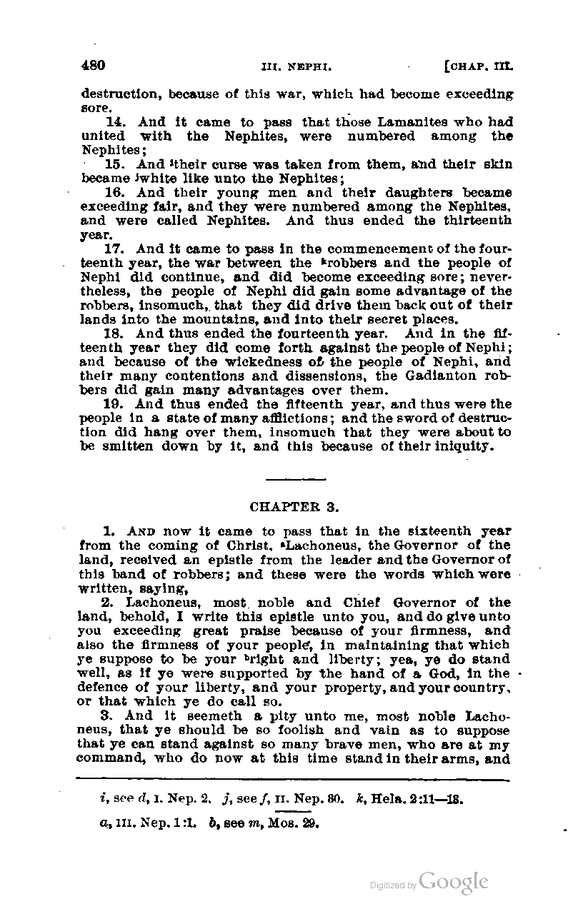 480 III. NEPHI. [CHAP. III.
destruction, because of this war, which had become exceeding
sore.
14. And it came to pass that those Lamanites who had
united with the Nephites, were numbered among the
Nephites;
15. And ⁱtheir curse was taken from them, and their skin
became ʲwhite like unto the Nephites;
16. And their young men and their daughters became
exceeding fair, and they were numbered among the Nephites,
and were called Nephites. And thus ended the thirteenth
year.
17. And it came to pass in the commencement of the four-
teenth year, the war between the ᵏrobbers and the people of
Nephi did continue, and did become exceeding sore; never-
theless, the people of Nephi did gain some advantage of the
robbers, insomuch, that they did drive them back out of their
lands into the mountains, and into their secret places.
18. And thus ended the fourteenth year. And in the fif-
teenth year they did come forth against the people of Nephi;
and because of the wickedness of the people of Nephi, and
their many contentions and dissensions, the Gadianton rob-
bers did gain many advantages over them.
19. And thus ended the fifteenth year, and thus were the
people in a state of many afflictions; and the sword of destruc-
tion did hang over them, insomuch that they were about to
be smitten down by it, and this because of their iniquity.
CHAPTER 3.
1. AND now it came to pass that in the sixteenth year
from the coming of Christ, ᵃLachoneus, the Governor of the
land, received an epistle from the leader and the Governor of
this band of robbers; and these were the words which were
written, saying,
2. Lachoneus, most noble and Chief Governor of the
land, behold, I write this epistle unto you, and do give unto
you exceeding great praise because of your firmness, and
also the firmness of your people, in maintaining that which
ye suppose to be your ᵇright and liberty; yea, ye do stand
well, as if ye were supported by the hand of a God, in the
defence of your liberty, and your property, and your country,
or that which ye do call so.
3. And it seemeth a pity unto me, most noble Lacho-
neus, that ye should be so foolish and vain as to suppose
that ye can stand against so many brave men, who are at my
command, who do now at this time stand in their arms, and
i, see d, I. Nep. 2. j, see f, II. Nep. 30. k, Hela. 2:11—13.
a, III. Nep. 1:1. b, see m, Mos. 29.
Digitized by Google